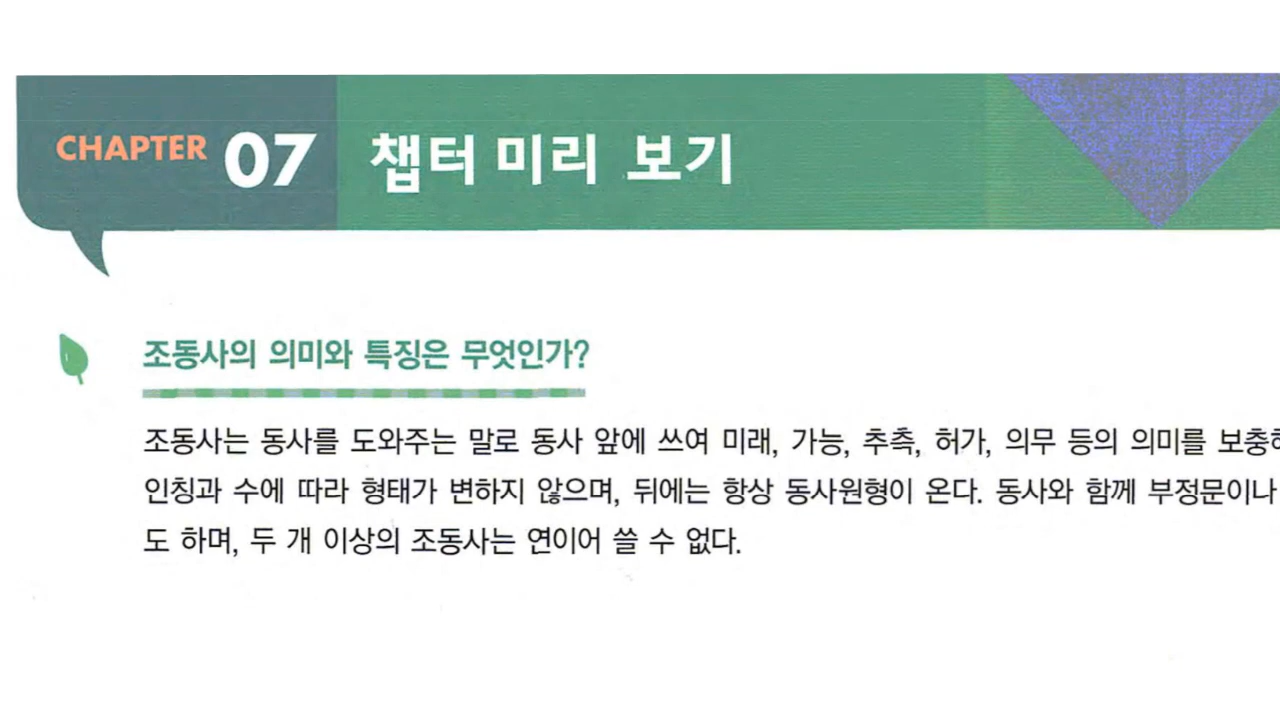 CHAPTER 07 챕터 미리 보기
조동사의 의미와 특징은 무엇인가?
조동사는 동사를 도와주는 말로 동사 앞에 쓰여 미래, 가능, 추측, 허가, 의무 등의 의미를
인칭과 수에 따라 형태가 변하지 않으며, 뒤에는 항상 동사원형이 온다. 동사와 함께 부정문이나
도 하며, 두 개 이상의 조동사는 연이어 쓸 수 없다.